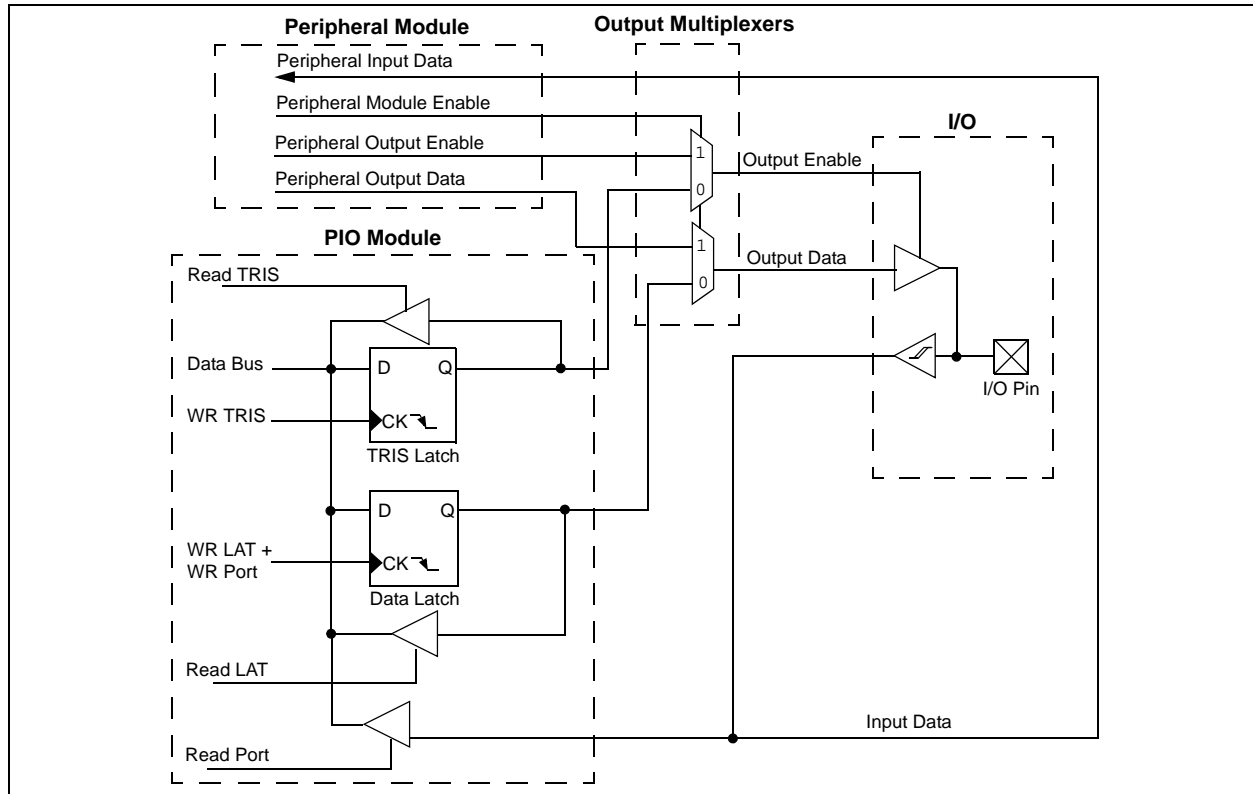 Peripheral Module
Output Multiplexers
Peripheral Input Data
Peripheral Module Enable
I/O
Peripheral Output Enable
1
Output Enable
Peripheral Output Data
0
PIO Module
1
Output Data
0
Read TRIS
Data Bus
D
Q
I/O Pin
WR TRIS
CK
TRIS Latch
D
Q
WR LAT +
WR Port
CK
Data Latch
Read LAT
Input Data
Read Port